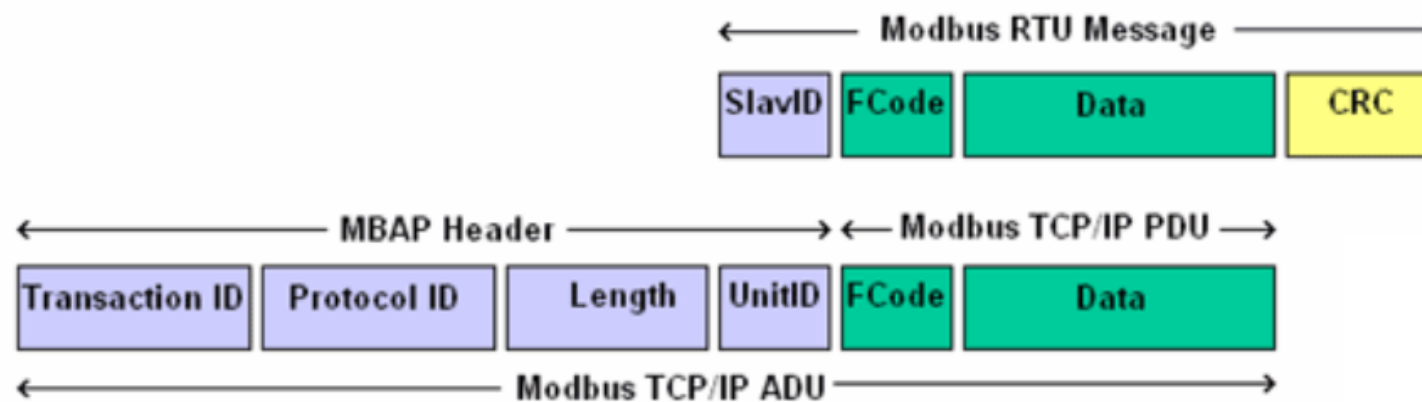 Modbus RTU Message
SlavID FCode Data CRC
MBAP Header Modbus TCP/IP PDU
Transaction ID Protocol ID Length UnitID FCode Data
Modbus TCP/IP ADU